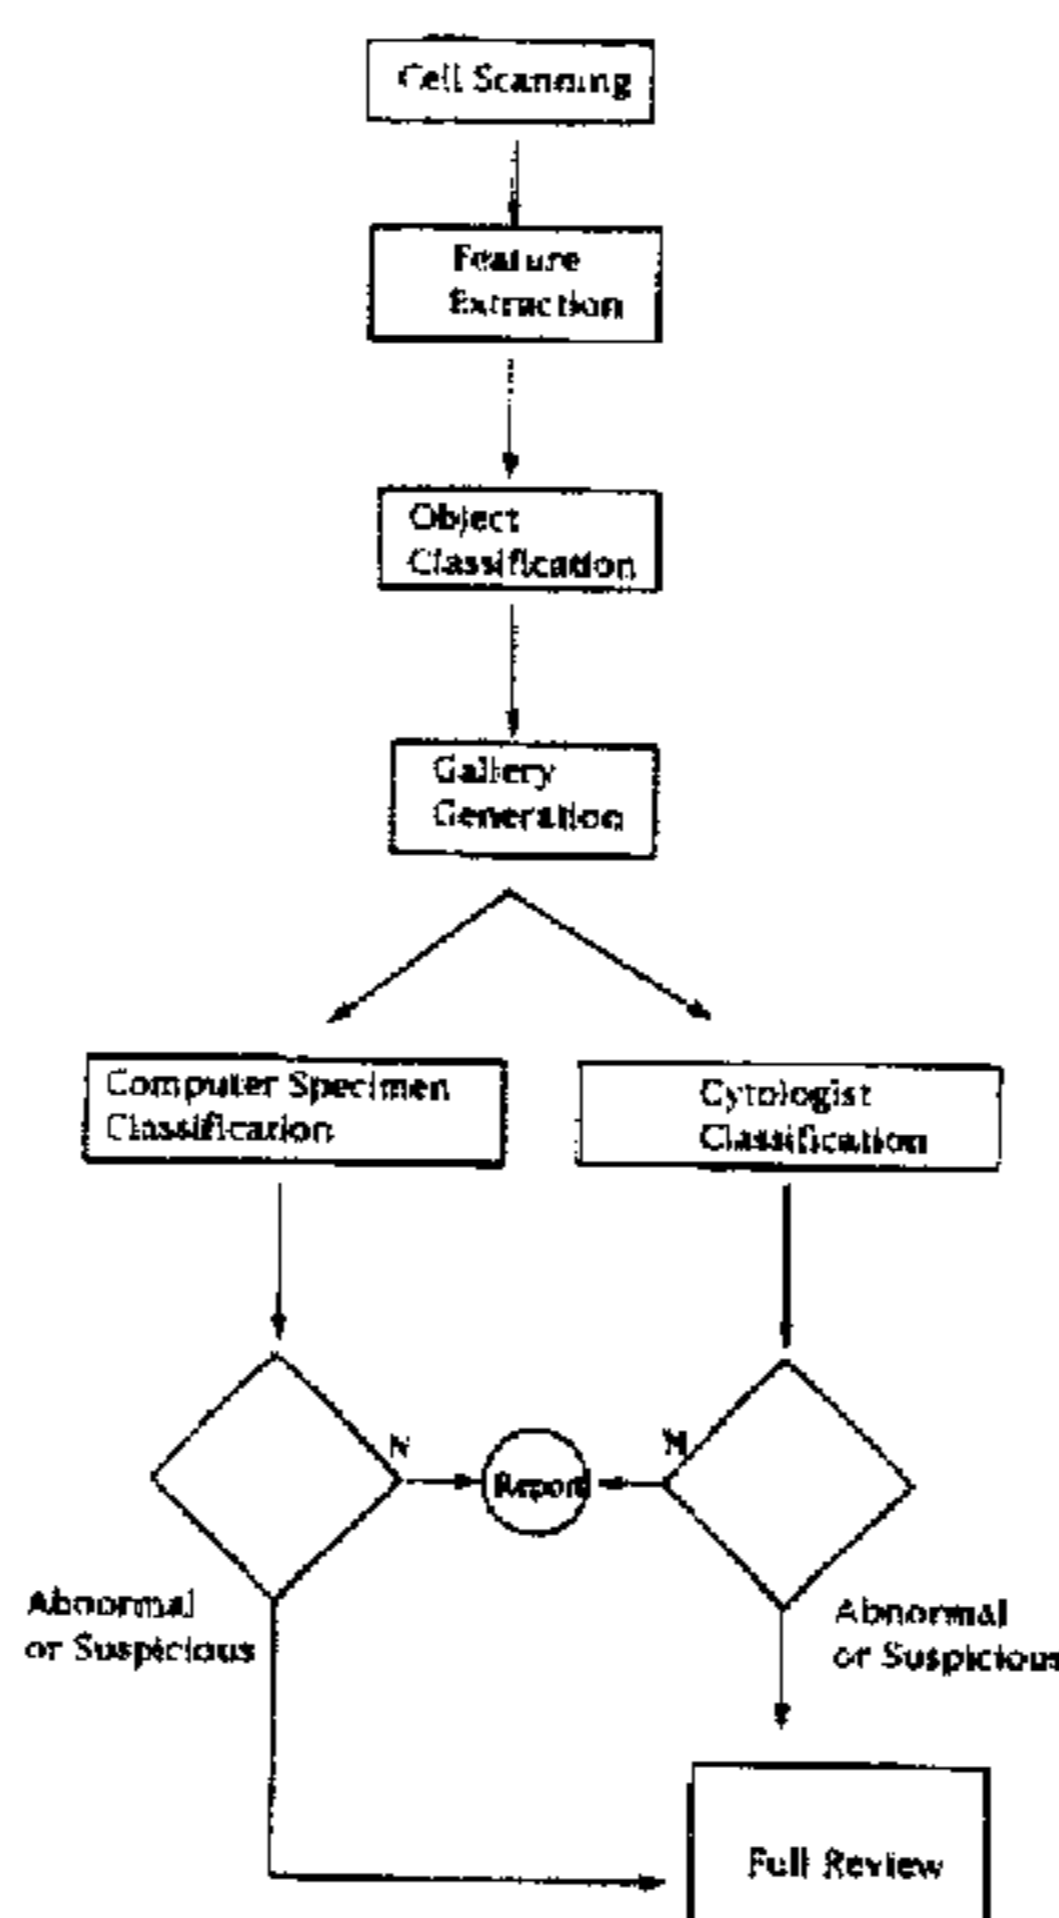 Cell Scanning
Feature
Extraction
Object
Classification
Gallery
Generation
Computer Specimen
Classification
Cytologist
Classification
N
Report
N
Abnormal
or Suspicious
Abnormal
or Suspicious
Full Review